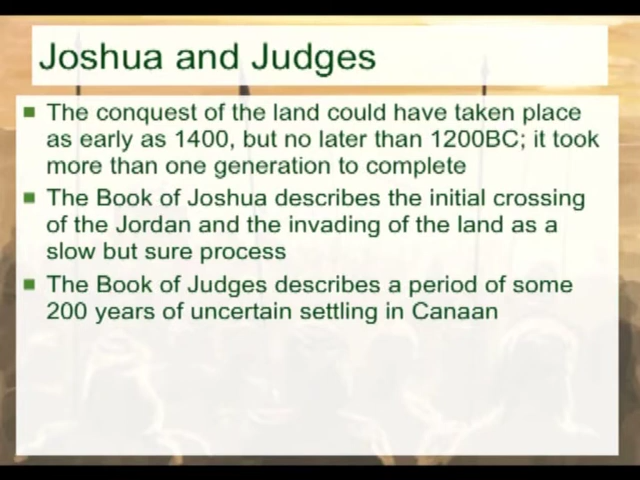 Joshua and Judges
The conquest of the land could have taken place
as early as 1400, but no later than 1200BC; it took
more than one generation to complete
The Book of Joshua describes the initial crossing
of the Jordan and the invading of the land as a
slow but sure process
The Book of Judges describes a period of some
200 years of uncertain settling in Canaan